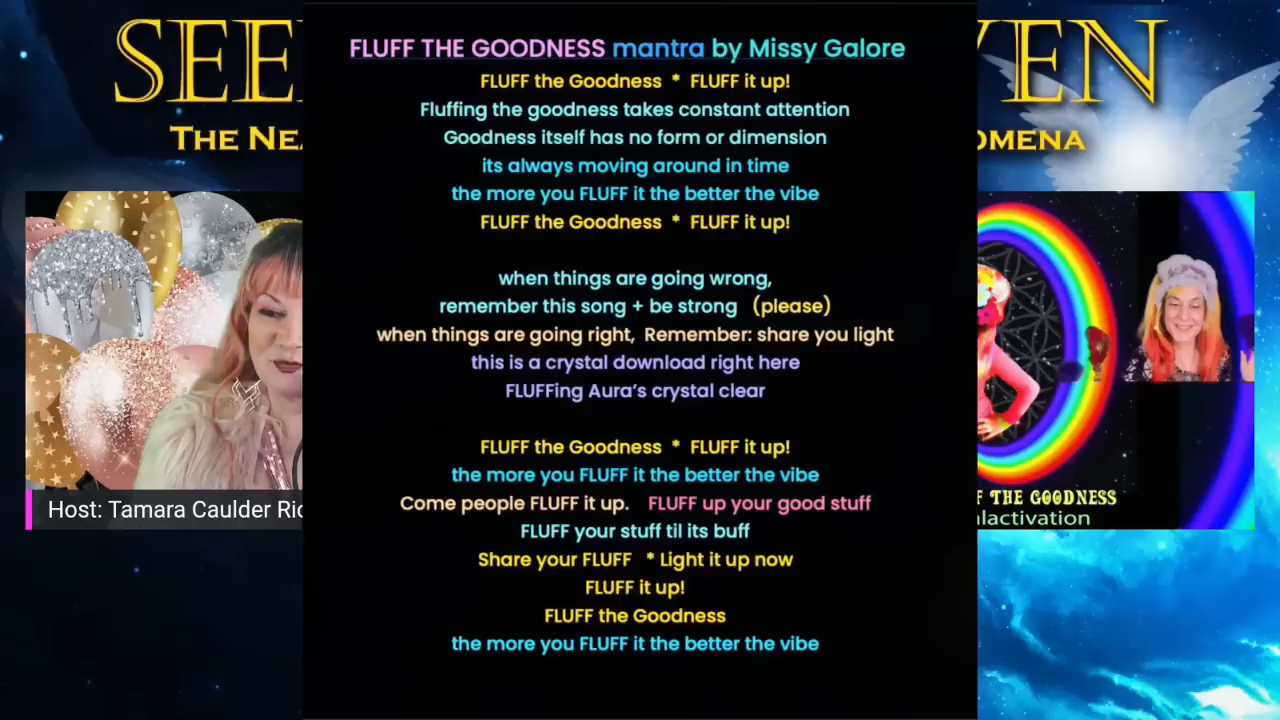 SEE
VEN
THE NEA
OMENA
FLUFF THE GOODNESS mantra by Missy Galore
FLUFF the Goodness * FLUFF it up!
Fluffing the goodness takes constant attention
Goodness itself has no form or dimension
its always moving around in time
the more you FLUFF it the better the vibe
FLUFF the Goodness * FLUFF it up!
when things are going wrong,
remember this song + be strong (please)
when things are going right, Remember: share you light
this is a crystal download right here
FLUFFing Aura's crystal clear
FLUFF the Goodness * FLUFF it up!
the more you FLUFF it the better the vibe
Come people FLUFF it up. FLUFF up your good stuff
FLUFF your stuff til its buff
Share your FLUFF * Light it up now
FLUFF it up!
FLUFF the Goodness
the more you FLUFF it the better the vibe
Host: Tamara Caulder Ric
F THE GOODNESS
lactivation